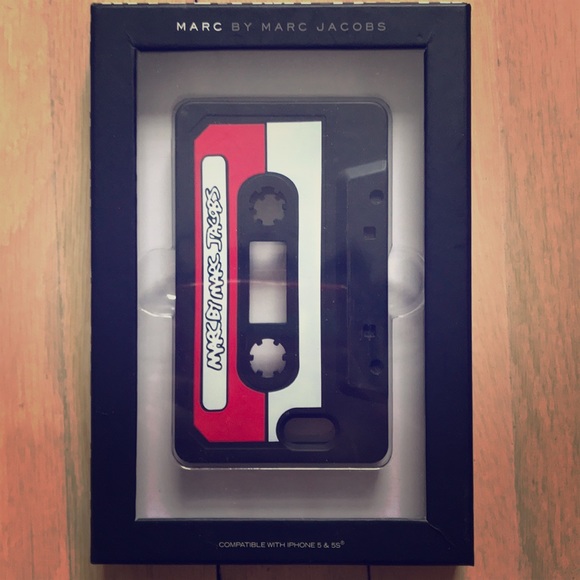 MARC BY MARC JACOBS
MARC BY MARC JACOBS
COMPATIBLE WITH IPHONE 5 & 5S®